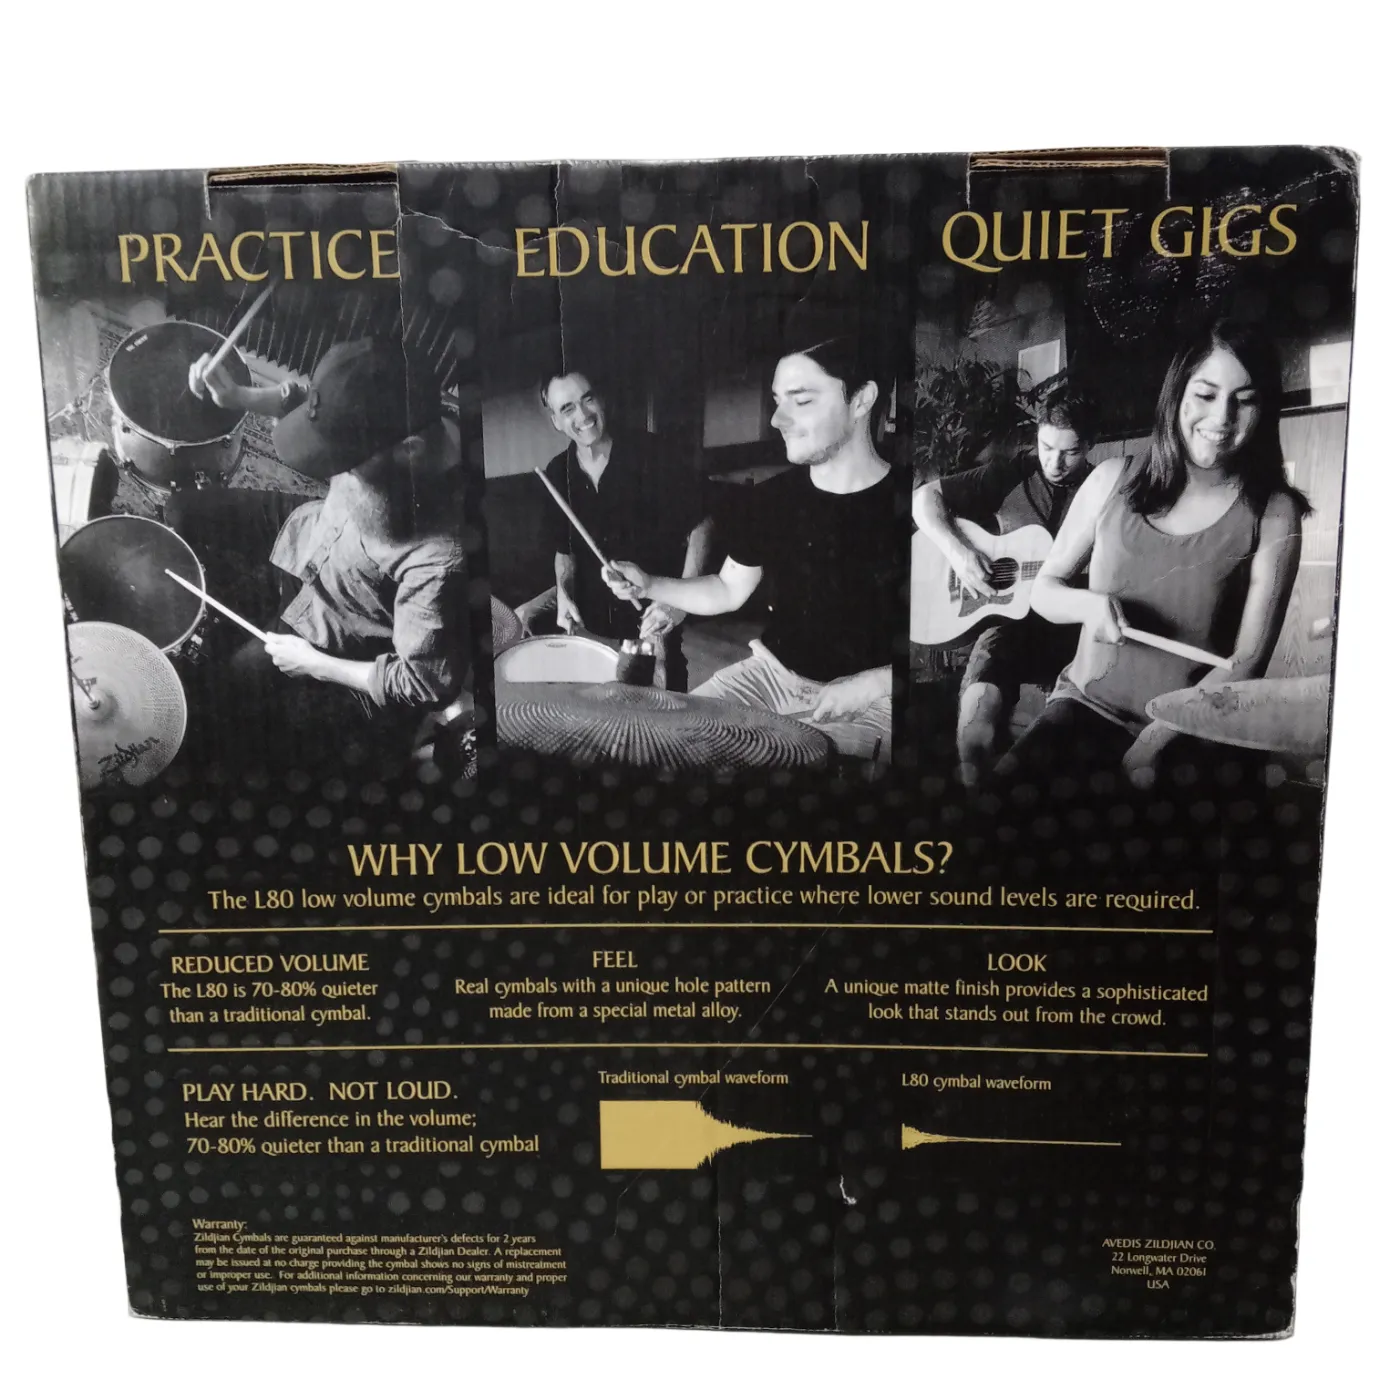 PRACTICE
EDUCATION
QUIET GIGS
Zildjian
WHY LOW VOLUME CYMBALS?
The L80 low volume cymbals are ideal for play or practice where lower sound levels are required.
REDUCED VOLUME
The L80 is 70-80% quieter
than a traditional cymbal.
FEEL
Real cymbals with a unique hole pattern
made from a special metal alloy.
LOOK
A unique matte finish provides a sophisticated
look that stands out from the crowd.
PLAY HARD. NOT LOUD.
Hear the difference in the volume;
70-80% quieter than a traditional cymbal
Traditional cymbal waveform
L80 cymbal waveform
Warranty:
Zildjian Cymbals are guaranteed against manufacturer's defects for 2 years
from the date of the original purchase through a Zildjian Dealer. A replacement
may be issued at no charge providing the cymbal shows no signs of mistreatment
or improper use. For additional information concerning our warranty and proper
use of your Zildjian cymbals please go to zildjian.com/Support/Warranty
AVEDIS ZILDJIAN CO.
22 Longwater Drive
Norwell, MA 02061
USA